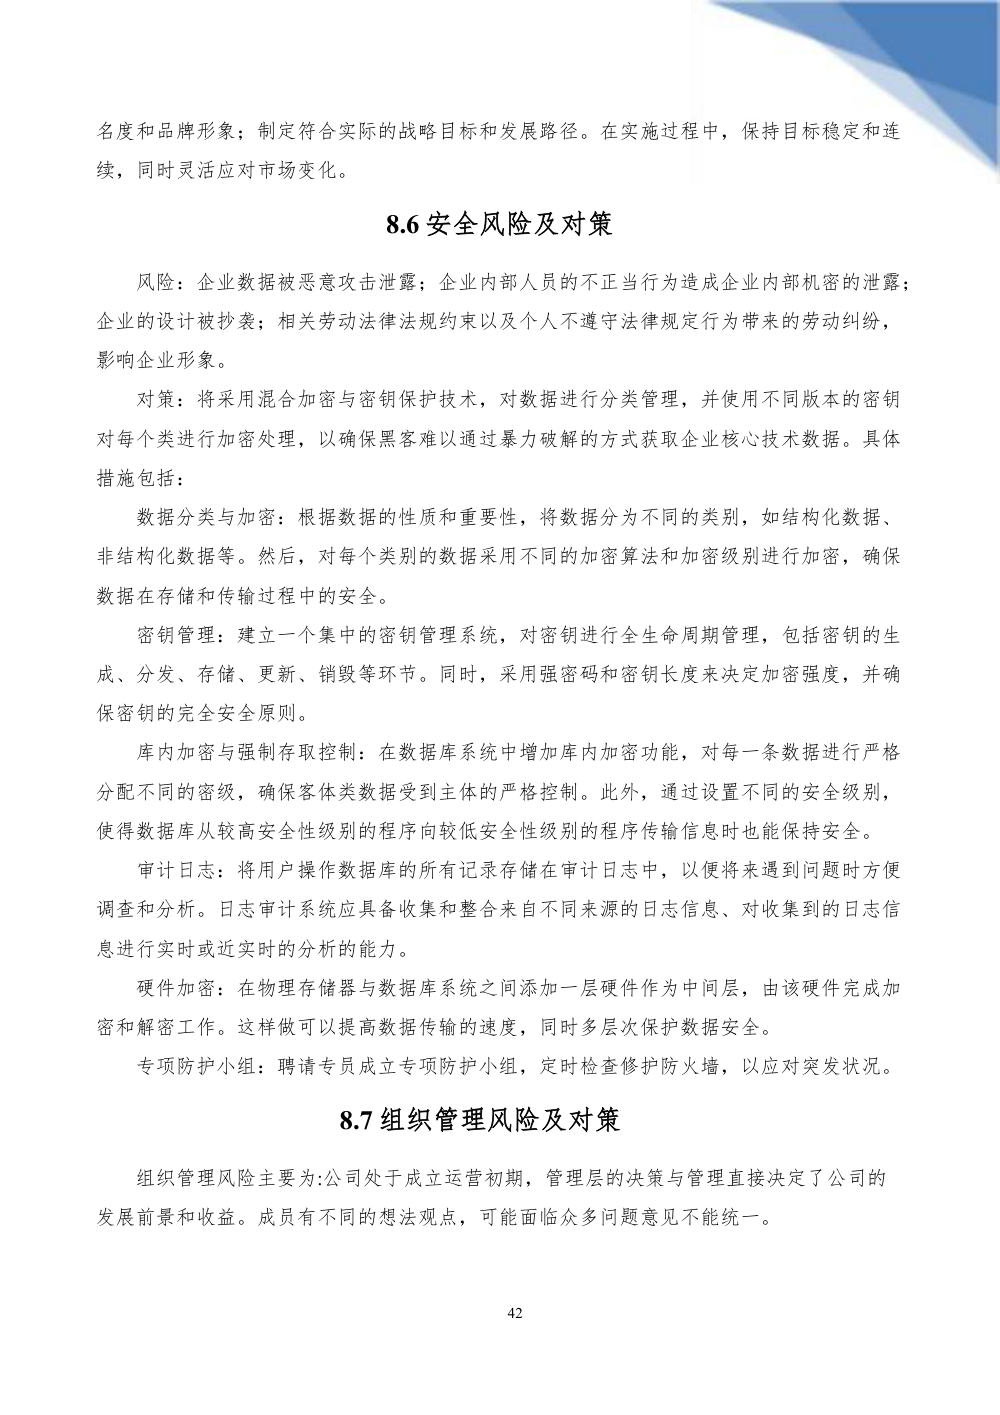 名度和品牌形象；制定符合实际的战略目标和发展路径。在实施过程中，保持目标稳定和连
续，同时灵活应对市场变化。
8.6 安全风险及对策
风险：企业数据被恶意攻击泄露；企业内部人员的不正当行为造成企业内部机密的泄露；
企业的设计被抄袭；相关劳动法律法规约束以及个人不遵守法律规定行为带来的劳动纠纷，
影响企业形象。
对策：将采用混合加密与密钥保护技术，对数据进行分类管理，并使用不同版本的密钥
对每个类进行加密处理，以确保黑客难以通过暴力破解的方式获取企业核心技术数据。具体
措施包括：
数据分类与加密：根据数据的性质和重要性，将数据分为不同的类别，如结构化数据、
非结构化数据等。然后，对每个类别的数据采用不同的加密算法和加密级别进行加密，确保
数据在存储和传输过程中的安全。
密钥管理：建立一个集中的密钥管理系统，对密钥进行全生命周期管理，包括密钥的生
成、分发、存储、更新、销毁等环节。同时，采用强密码和密钥长度来决定加密强度，并确
保密钥的完全安全原则。
库内加密与强制存取控制：在数据库系统中增加库内加密功能，对每一条数据进行严格
分配不同的密级，确保客体类数据受到主体的严格控制。此外，通过设置不同的安全级别，
使得数据库从较高安全性级别的程序向较低安全性级别的程序传输信息时也能保持安全。
审计日志：将用户操作数据库的所有记录存储在审计日志中，以便将来遇到问题时方便
调查和分析。日志审计系统应具备收集和整合来自不同来源的日志信息、对收集到的日志信
息进行实时或近实时的分析的能力。
硬件加密：在物理存储器与数据库系统之间添加一层硬件作为中间层，由该硬件完成加
密和解密工作。这样做可以提高数据传输的速度，同时多层次保护数据安全。
专项防护小组：聘请专员成立专项防护小组，定时检查修护防火墙，以应对突发状况。
8.7 组织管理风险及对策
组织管理风险主要为:公司处于成立运营初期，管理层的决策与管理直接决定了公司的
发展前景和收益。成员有不同的想法观点，可能面临众多问题意见不能统一。
42